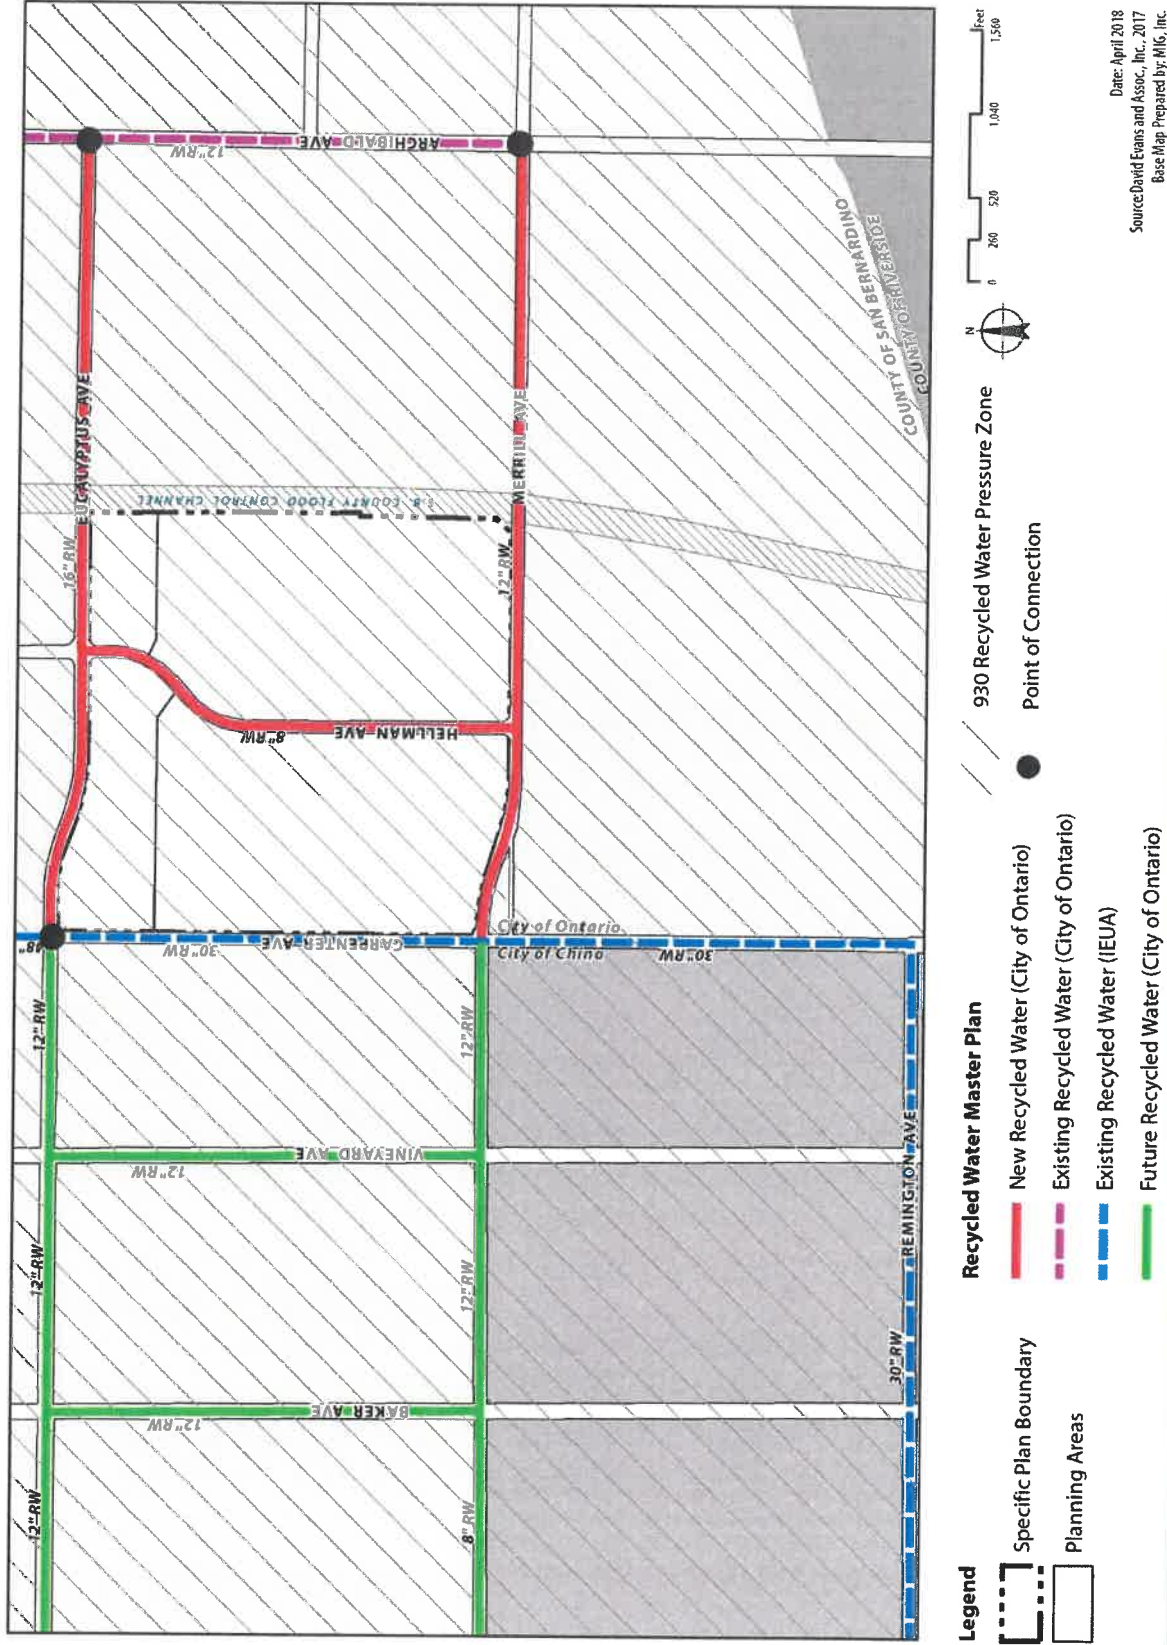 12" RW
12" RW
12" RW
48"
16" RW
EUCALYPTUS AVE
12" RW
BAKER AVE
12" RW
VINEYARD AVE
30" RW
CARPENTER AVE
8" RW
HELLMAN AVE
S.B. COUNTY FLOOD CONTROL CHANNEL
12" RW
ARCHIBALD AVE
8" RW
12" RW
12" RW
City of Ontario
City of Chino
12" RW
MERRILL AVE
30" RW
30" RW
REMINGTON AVE
COUNTY OF SAN BERNARDINO
COUNTY OF RIVERSIDE
Legend
Specific Plan Boundary
Planning Areas
Recycled Water Master Plan
New Recycled Water (City of Ontario)
Existing Recycled Water (City of Ontario)
Existing Recycled Water (IEUA)
Future Recycled Water (City of Ontario)
930 Recycled Water Pressure Zone
Point of Connection
N
0 260 520 1,040 1,560
Feet
Date: April 2018
Source:David Evans and Assoc., Inc., 2017
Base Map Prepared by: MIG, Inc.